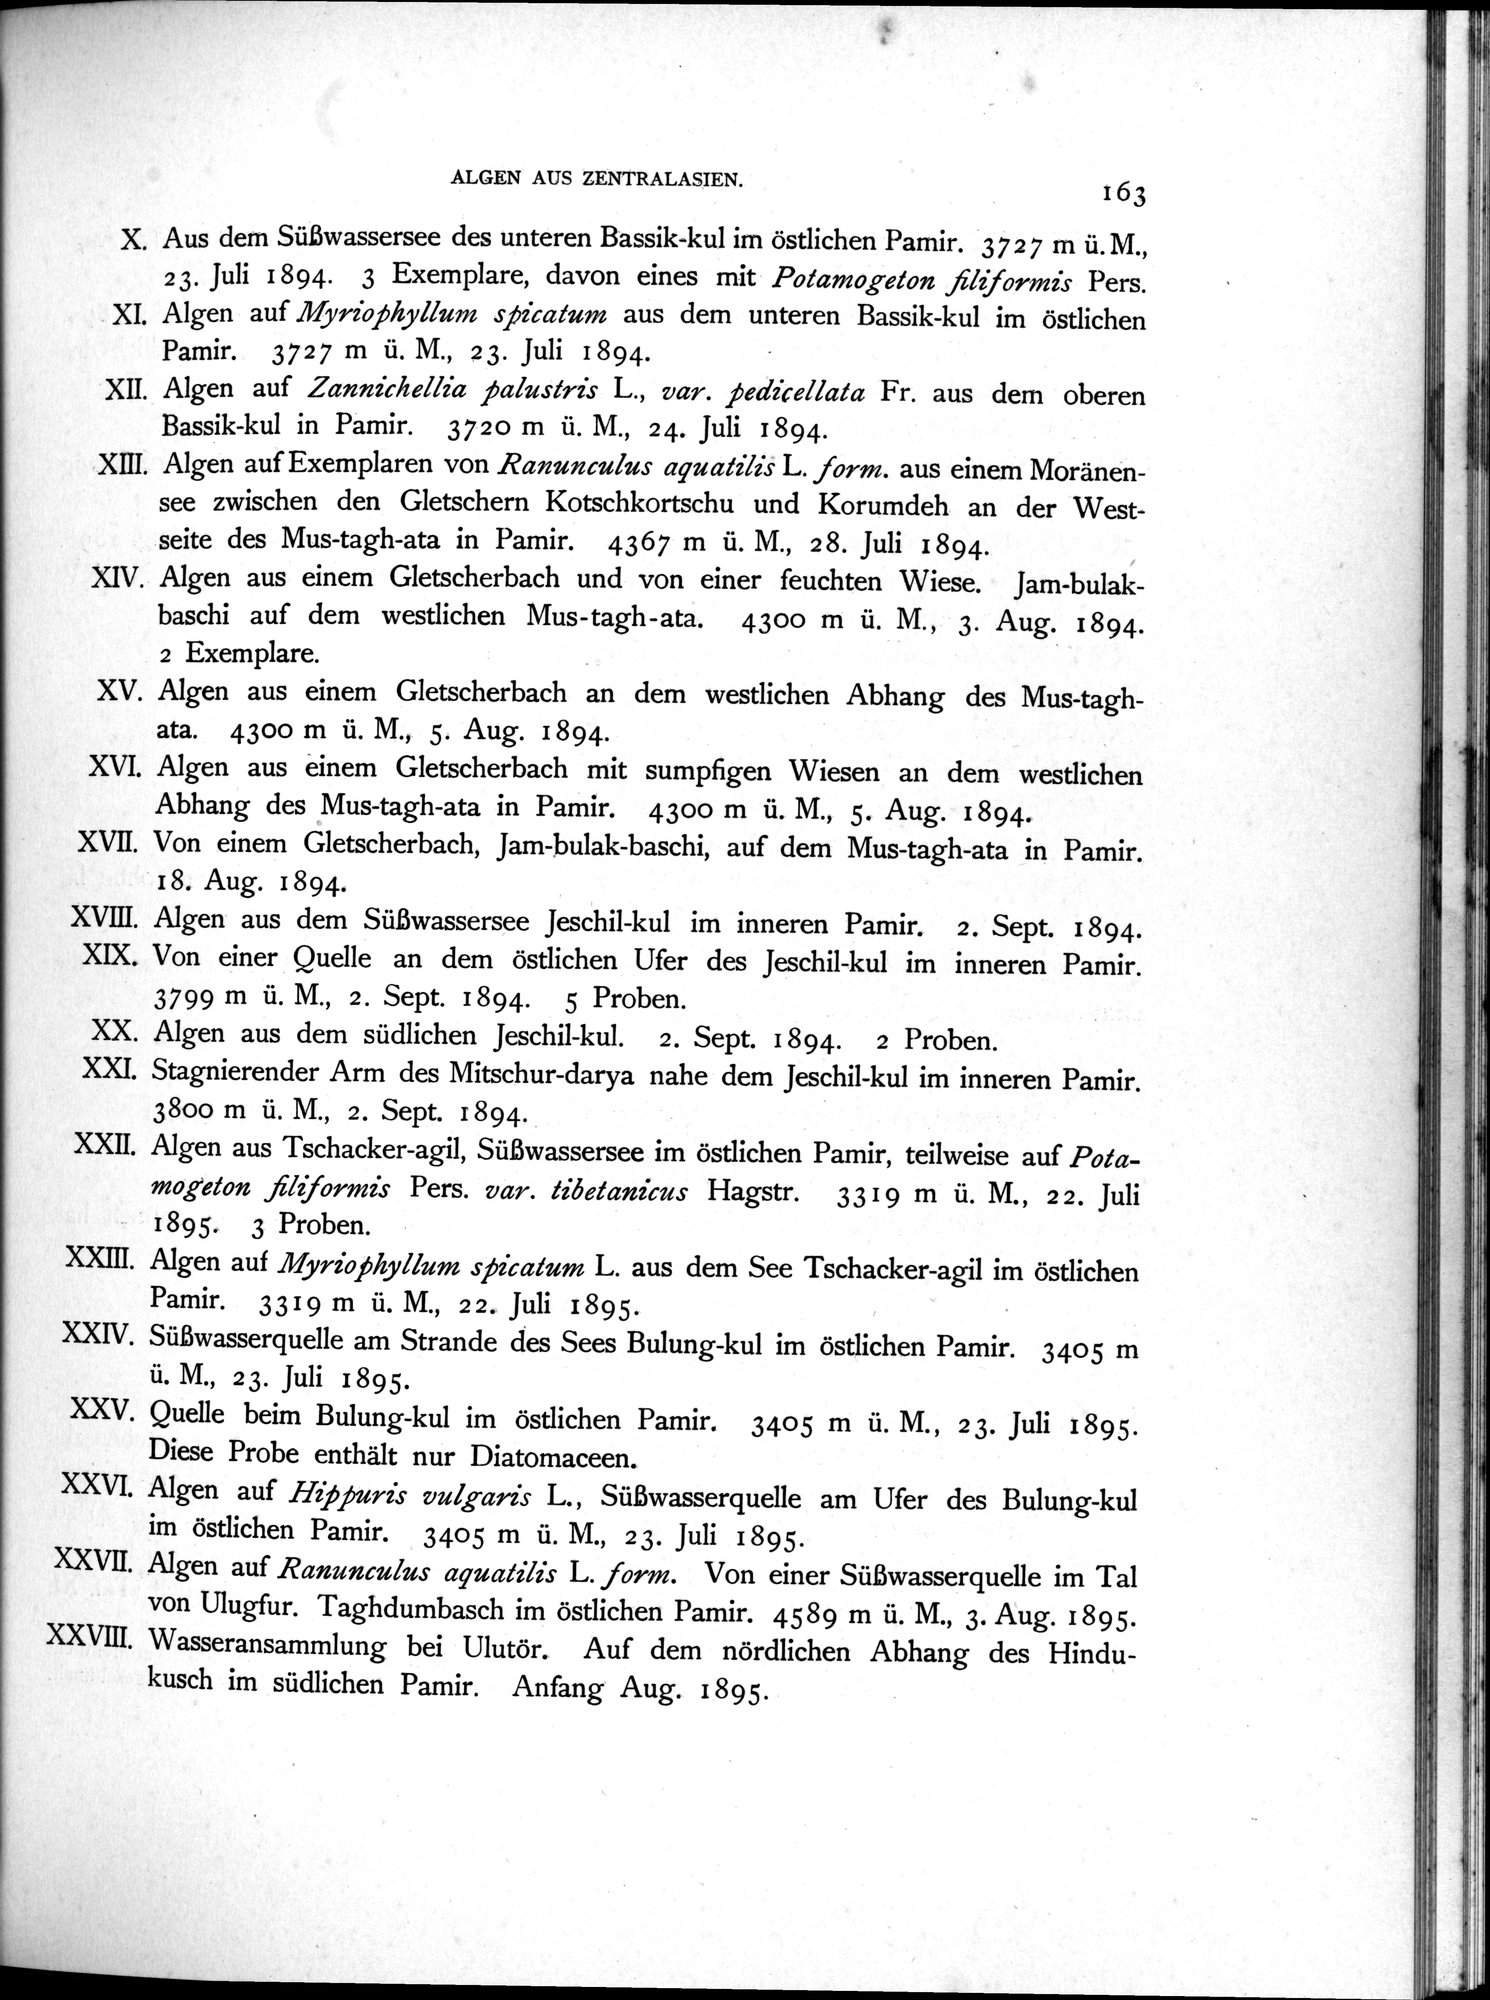 ALGEN AUS ZENTRALASIEN.
163
X. Aus dem Süßwassersee des unteren Bassik-kul im östlichen Pamir. 3727 m ü. M.,
23. Juli 1894. 3 Exemplare, davon eines mit Potamogeton filiformis Pers.
XI. Algen auf Myriophyllum spicatum aus dem unteren Bassik-kul im östlichen
Pamir. 3727 m ü. M., 23. Juli 1894.
XII. Algen auf Zannichellia palustris L., var. pedicellata Fr. aus dem oberen
Bassik-kul in Pamir. 3720 m ü. M., 24. Juli 1894.
XIII. Algen auf Exemplaren von Ranunculus aquatilis L. form. aus einem Moränen-
see zwischen den Gletschern Kotschkortschu und Korumdeh an der West-
seite des Mus-tagh-ata in Pamir. 4367 m ü. M., 28. Juli 1894.
XIV. Algen aus einem Gletscherbach und von einer feuchten Wiese. Jam-bulak-
baschi auf dem westlichen Mus-tagh-ata. 4300 m ü. M., 3. Aug. 1894.
2 Exemplare.
XV. Algen aus einem Gletscherbach an dem westlichen Abhang des Mus-tagh-
ata. 4300 m ü. M., 5. Aug. 1894.
XVI. Algen aus einem Gletscherbach mit sumpfigen Wiesen an dem westlichen
Abhang des Mus-tagh-ata in Pamir. 4300 m ü. M., 5. Aug. 1894.
XVII. Von einem Gletscherbach, Jam-bulak-baschi, auf dem Mus-tagh-ata in Pamir.
18. Aug. 1894.
XVIII. Algen aus dem Süßwassersee Jeschil-kul im inneren Pamir. 2. Sept. 1894.
XIX. Von einer Quelle an dem östlichen Ufer des Jeschil-kul im inneren Pamir.
3799 m ü. M., 2. Sept. 1894. 5 Proben.
XX. Algen aus dem südlichen Jeschil-kul. 2. Sept. 1894. 2 Proben.
XXI. Stagnierender Arm des Mitschur-darya nahe dem Jeschil-kul im inneren Pamir.
3800 m ü. M., 2. Sept. 1894.
XXII. Algen aus Tschacker-agil, Süßwassersee im östlichen Pamir, teilweise auf Pota-
mogeton filiformis Pers. var. tibetanicus Hagstr. 3319 m ü. M., 22. Juli
1895. 3 Proben.
XXIII. Algen auf Myriophyllum spicatum L. aus dem See Tschacker-agil im östlichen
Pamir. 3319 m ü. M., 22. Juli 1895.
XXIV. Süßwasserquelle am Strande des Sees Bulung-kul im östlichen Pamir. 3405 m
ü. M., 23. Juli 1895.
XXV. Quelle beim Bulung-kul im östlichen Pamir. 3405 m ü. M., 23. Juli 1895.
Diese Probe enthält nur Diatomaceen.
XXVI. Algen auf Hippuris vulgaris L., Süßwasserquelle am Ufer des Bulung-kul
im östlichen Pamir. 3405 m ü. M., 23. Juli 1895.
XXVII. Algen auf Ranunculus aquatilis L. form. Von einer Süßwasserquelle im Tal
von Ulugfur. Taghdumbasch im östlichen Pamir. 4589 m ü. M., 3. Aug. 1895.
XXVIII. Wasseransammlung bei Ulutör. Auf dem nördlichen Abhang des Hindu-
kusch im südlichen Pamir. Anfang Aug. 1895.